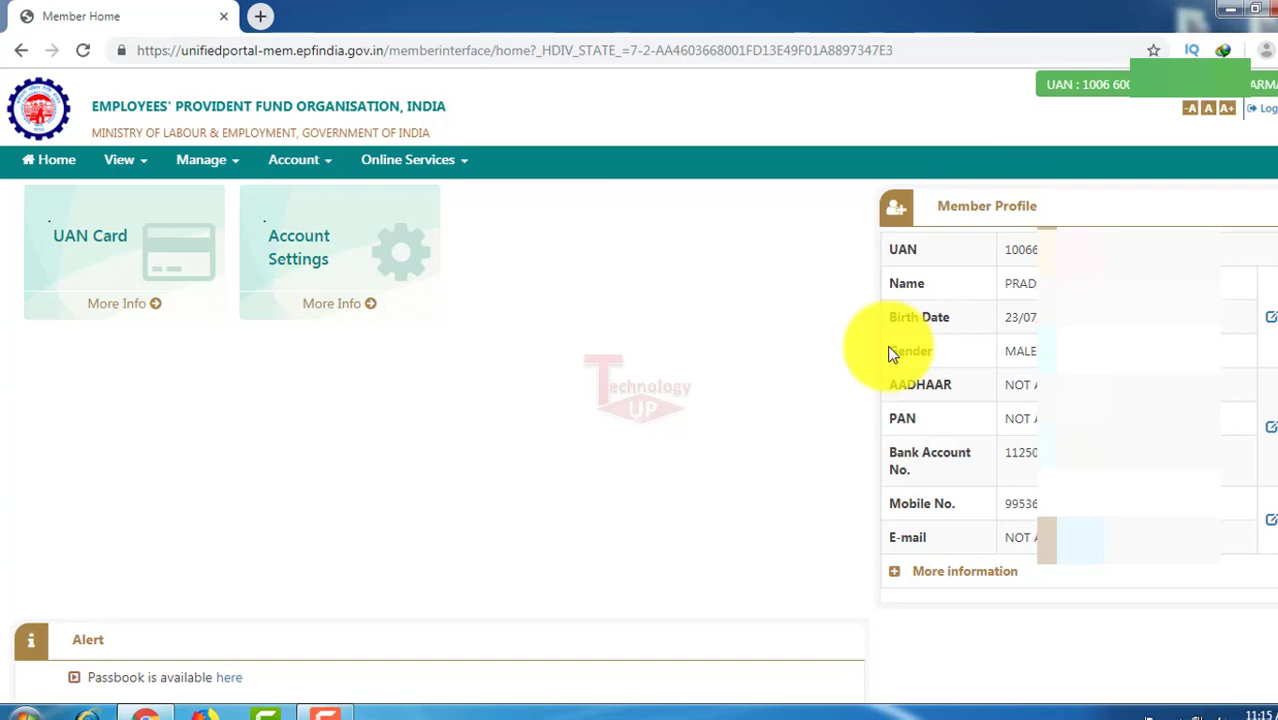 Member Home
https://unifiedportal-mem.epfindia.gov.in/memberinterface/home?_HDIV_STATE_=7-2-AA4603668001FD13E49F01A8897347E3
UAN : 1006 600
ARMA
EMPLOYEES' PROVIDENT FUND ORGANISATION, INDIA
MINISTRY OF LABOUR & EMPLOYMENT, GOVERNMENT OF INDIA
-A A A+ Log
Home View Manage Account Online Services
UAN Card
More Info
Account
Settings
More Info
Member Profile
UAN 10066
Name PRAD
Birth Date 23/07/
Gender MALE
AADHAAR NOT A
PAN NOT A
Bank Account No. 11250
Mobile No. 99536
E-mail NOT A
More information
Technology
UP
Alert
Passbook is available here
11:15